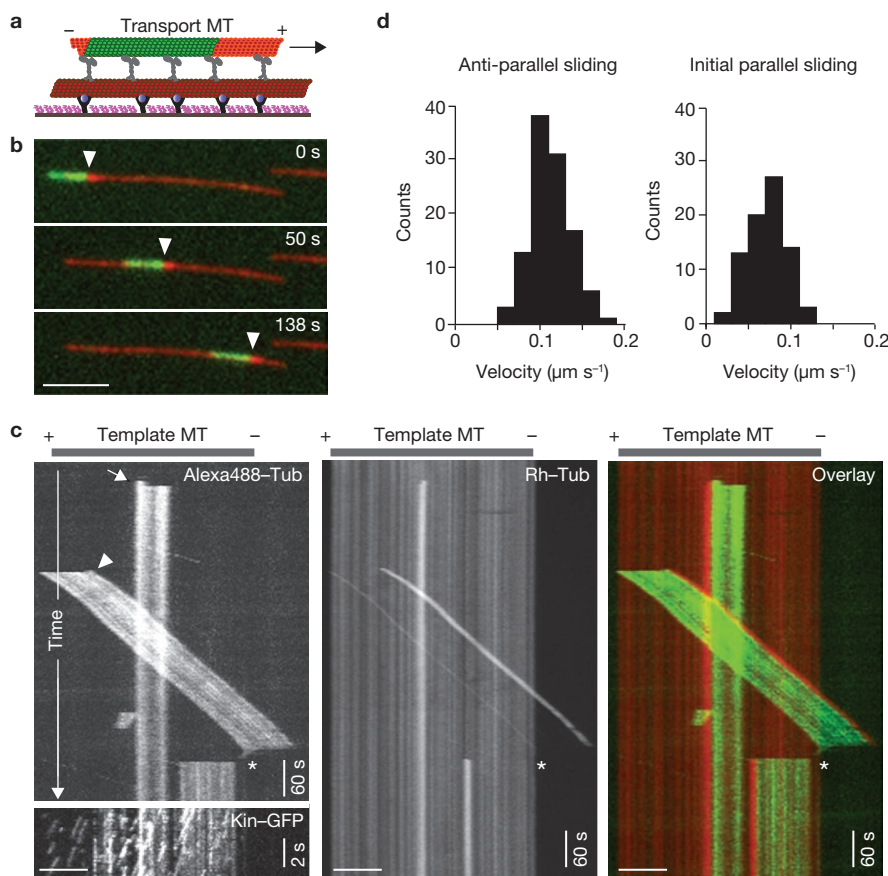 a
Transport MT
−
+
b
0 s
50 s
138 s
d
Anti-parallel sliding
Initial parallel sliding
40
30
20
10
0
Counts
0
0.1
0.2
Velocity (µm s⁻¹)
40
30
20
10
0
Counts
0
0.1
0.2
Velocity (µm s⁻¹)
c
+ Template MT −
Alexa488–Tub
Time
*
60 s
Kin–GFP
2 s
+ Template MT −
Rh–Tub
*
60 s
+ Template MT −
Overlay
*
60 s